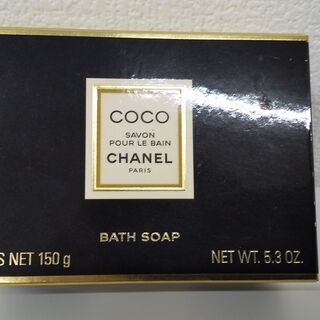 COCO
SAVON
POUR LE BAIN
CHANEL
PARIS
BATH SOAP
S NET 150 g
NET WT. 5.3 OZ.